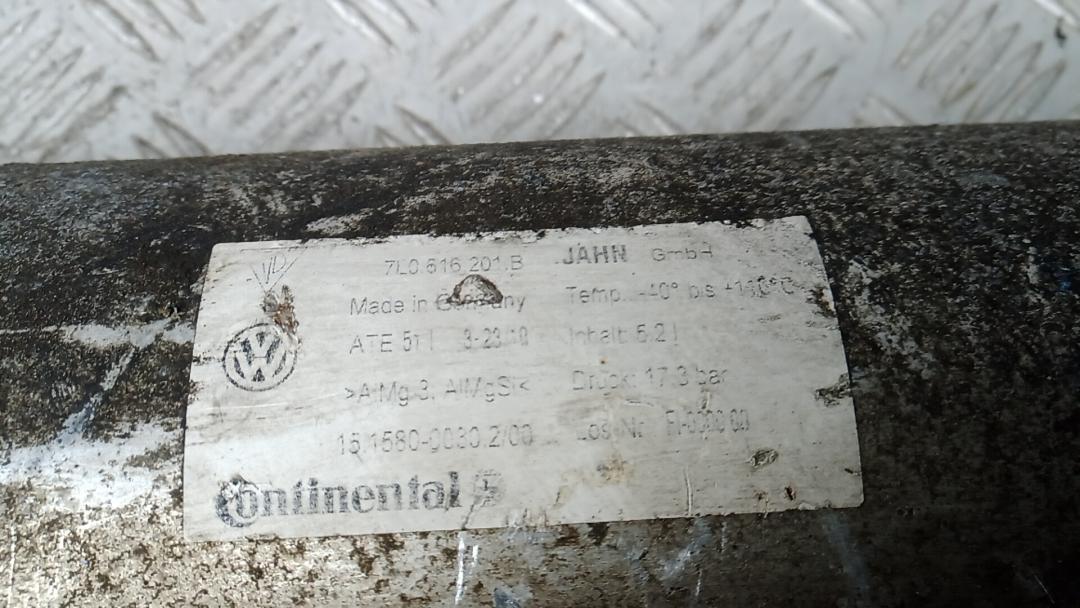 7L0.616.201.B JAHN GmbH
Made in Germany Temp. -40° bis +110°C
ATE Inhalt: 5.2 l
>AlMg-3, AlMgSi< Druck: 17.3 bar
15.1580-0030.2/00 Los-Nr
Continental